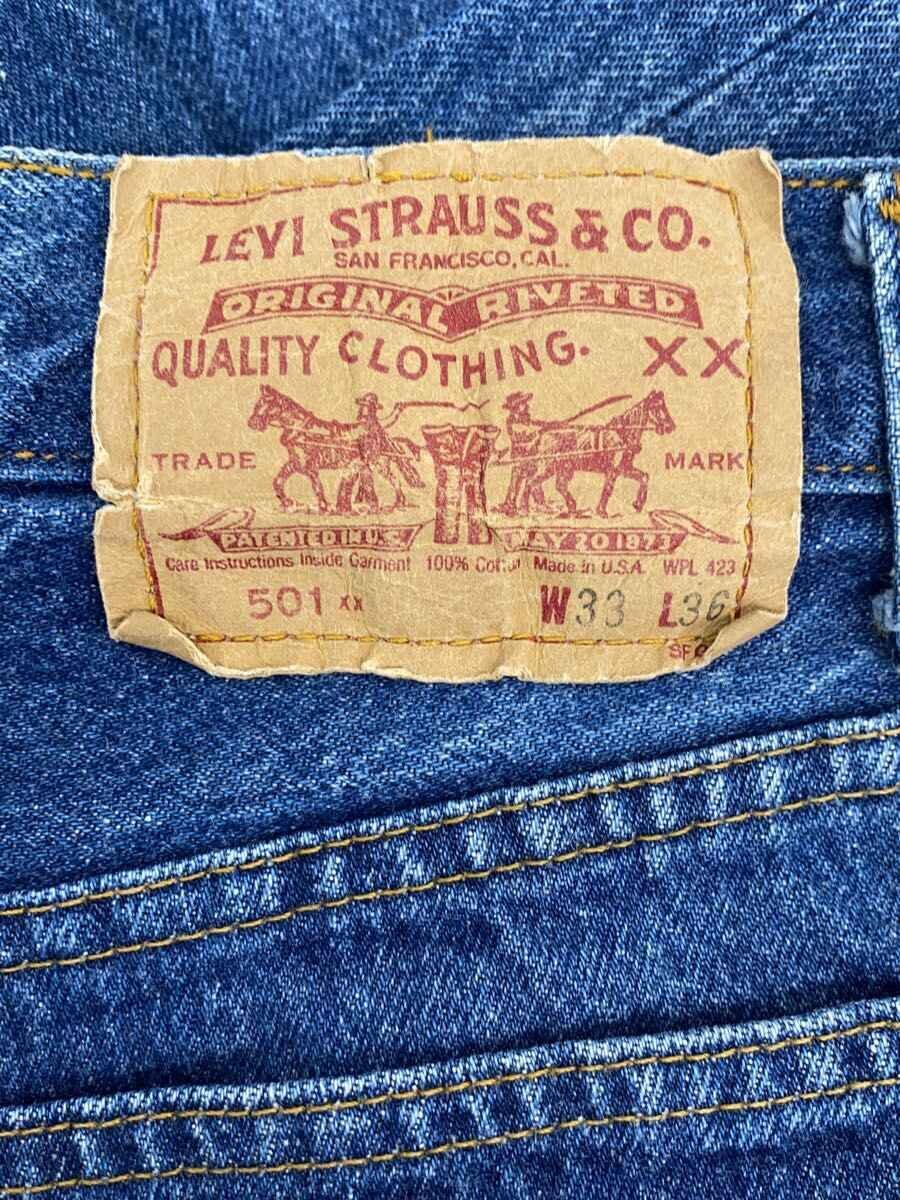 LEVI STRAUSS & CO.
SAN FRANCISCO, CAL.
ORIGINAL RIVETED
QUALITY CLOTHING. XX
TRADE MARK
PATENTED IN U.S. MAY 20 1873
Care Instructions Inside Garment 100% Cotton Made in U.S.A. WPL 423
501 xx W33 L36